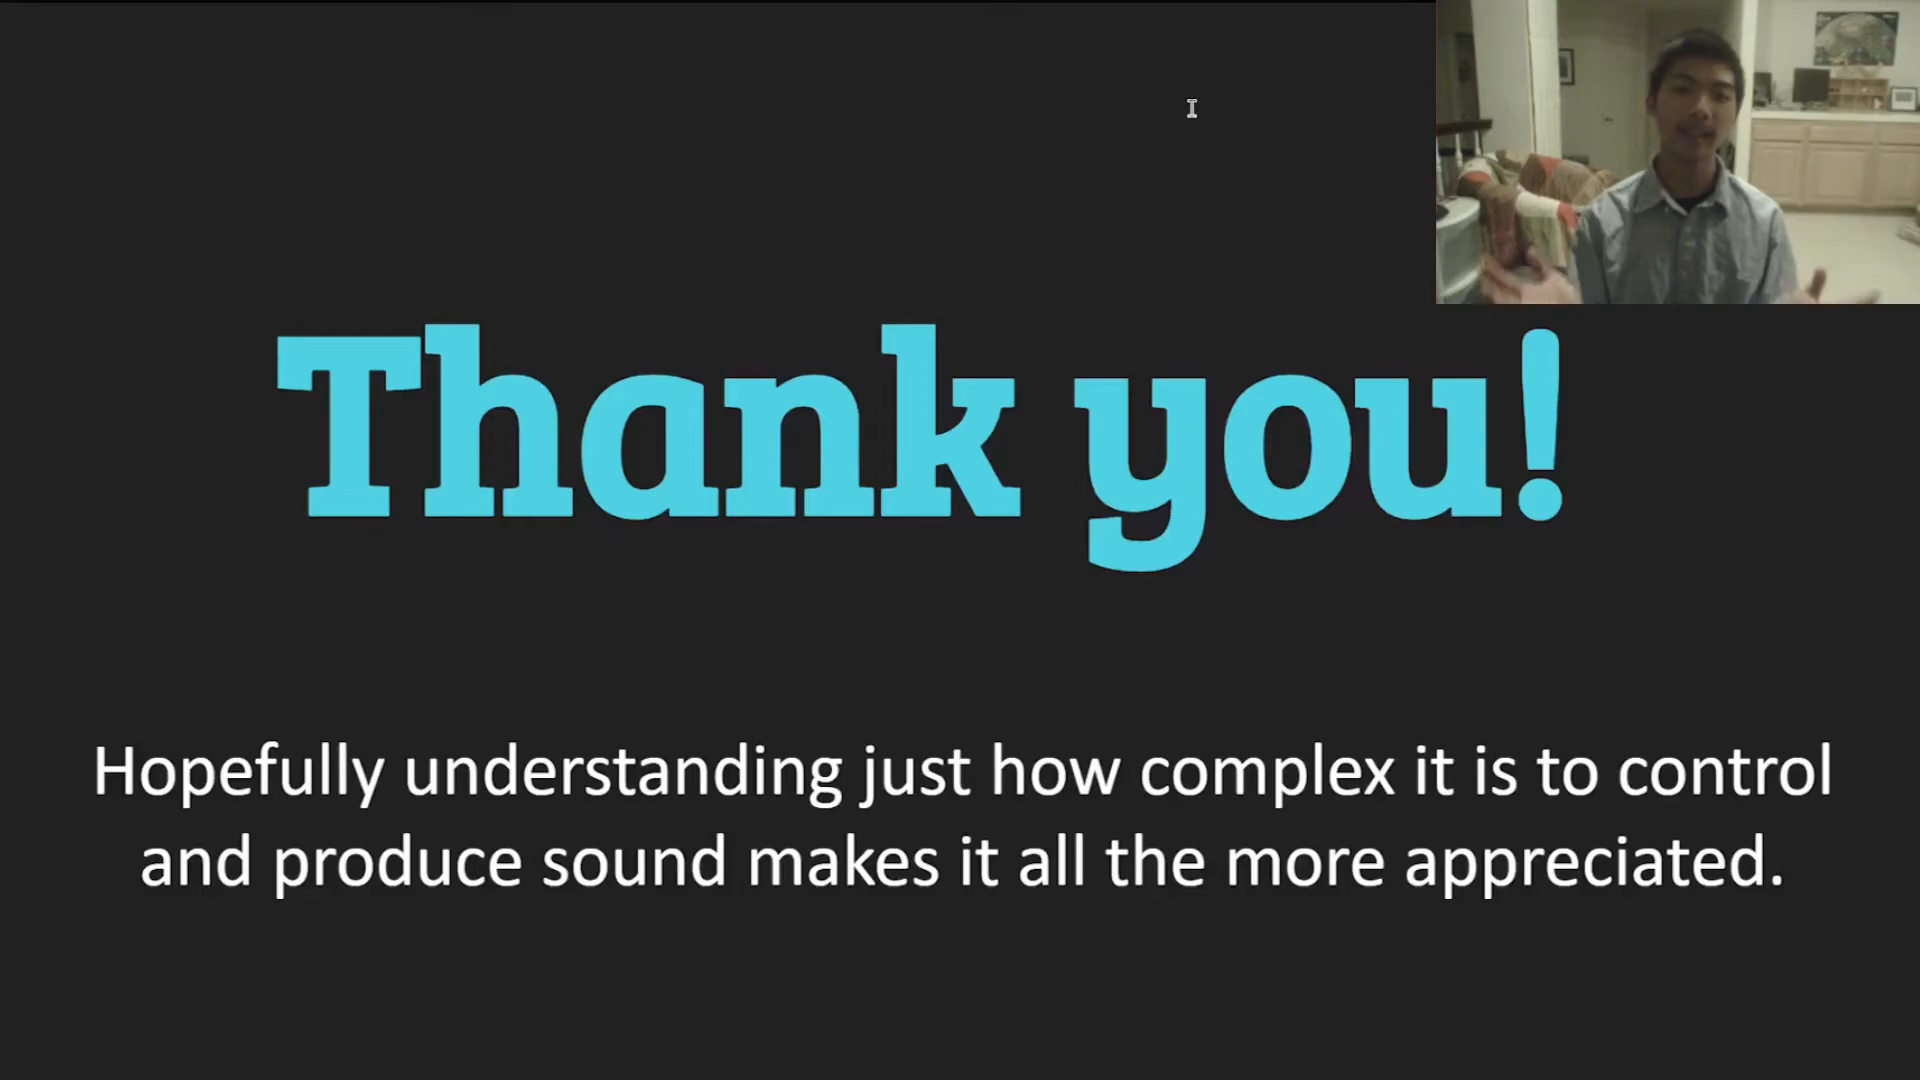 Thank you!
Hopefully understanding just how complex it is to control
and produce sound makes it all the more appreciated.